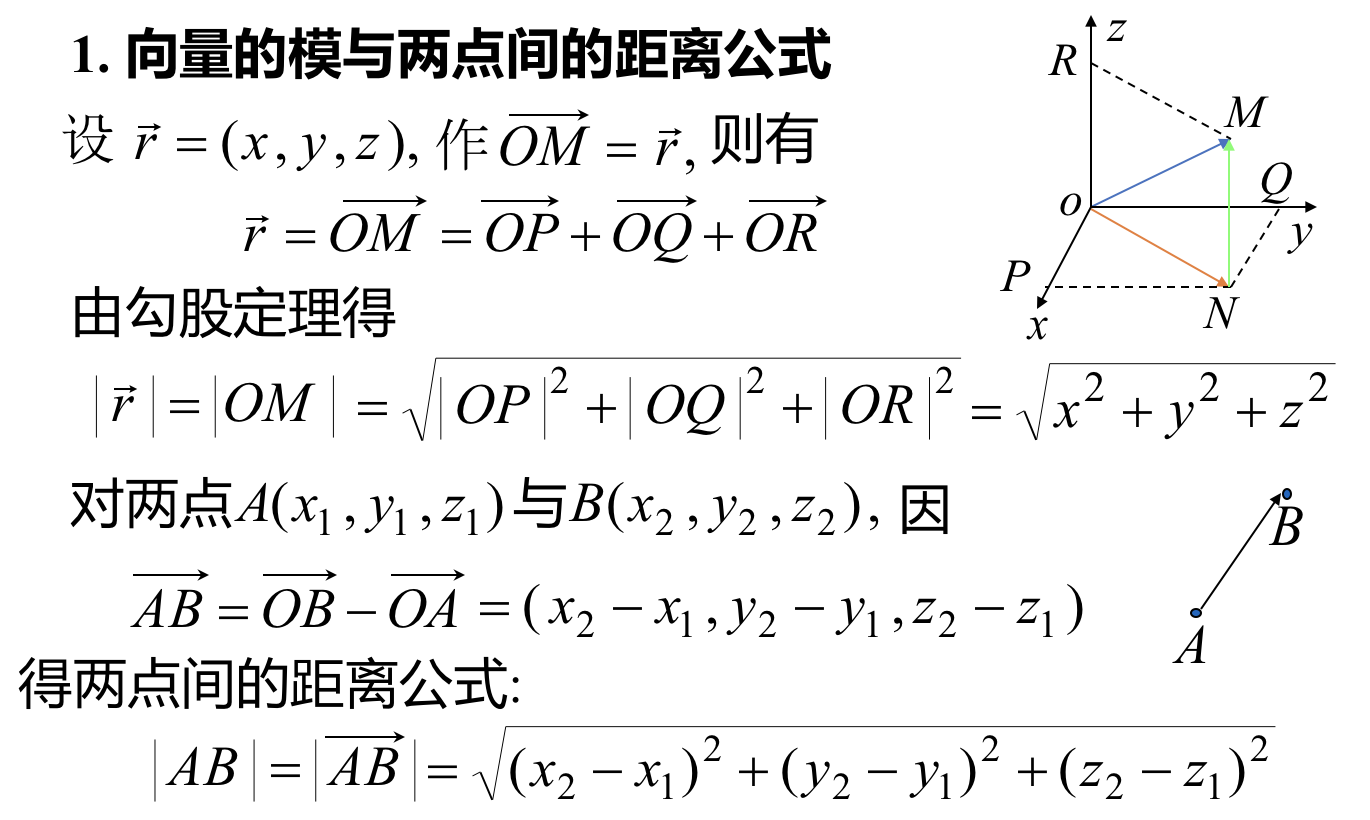 1. 向量的模与两点间的距离公式
设 $\vec{r} = (x, y, z)$, 作 $\overrightarrow{OM} = \vec{r}$, 则有
$\vec{r} = \overrightarrow{OM} = \overrightarrow{OP} + \overrightarrow{OQ} + \overrightarrow{OR}$
由勾股定理得
$|\vec{r}| = |OM| = \sqrt{|OP|^2 + |OQ|^2 + |OR|^2} = \sqrt{x^2 + y^2 + z^2}$
对两点 $A(x_1, y_1, z_1)$ 与 $B(x_2, y_2, z_2)$, 因
$\overrightarrow{AB} = \overrightarrow{OB} - \overrightarrow{OA} = (x_2 - x_1, y_2 - y_1, z_2 - z_1)$
得两点间的距离公式:
$|AB| = |\overrightarrow{AB}| = \sqrt{(x_2 - x_1)^2 + (y_2 - y_1)^2 + (z_2 - z_1)^2}$
z
R
M
Q
o
y
P
N
x
B
A